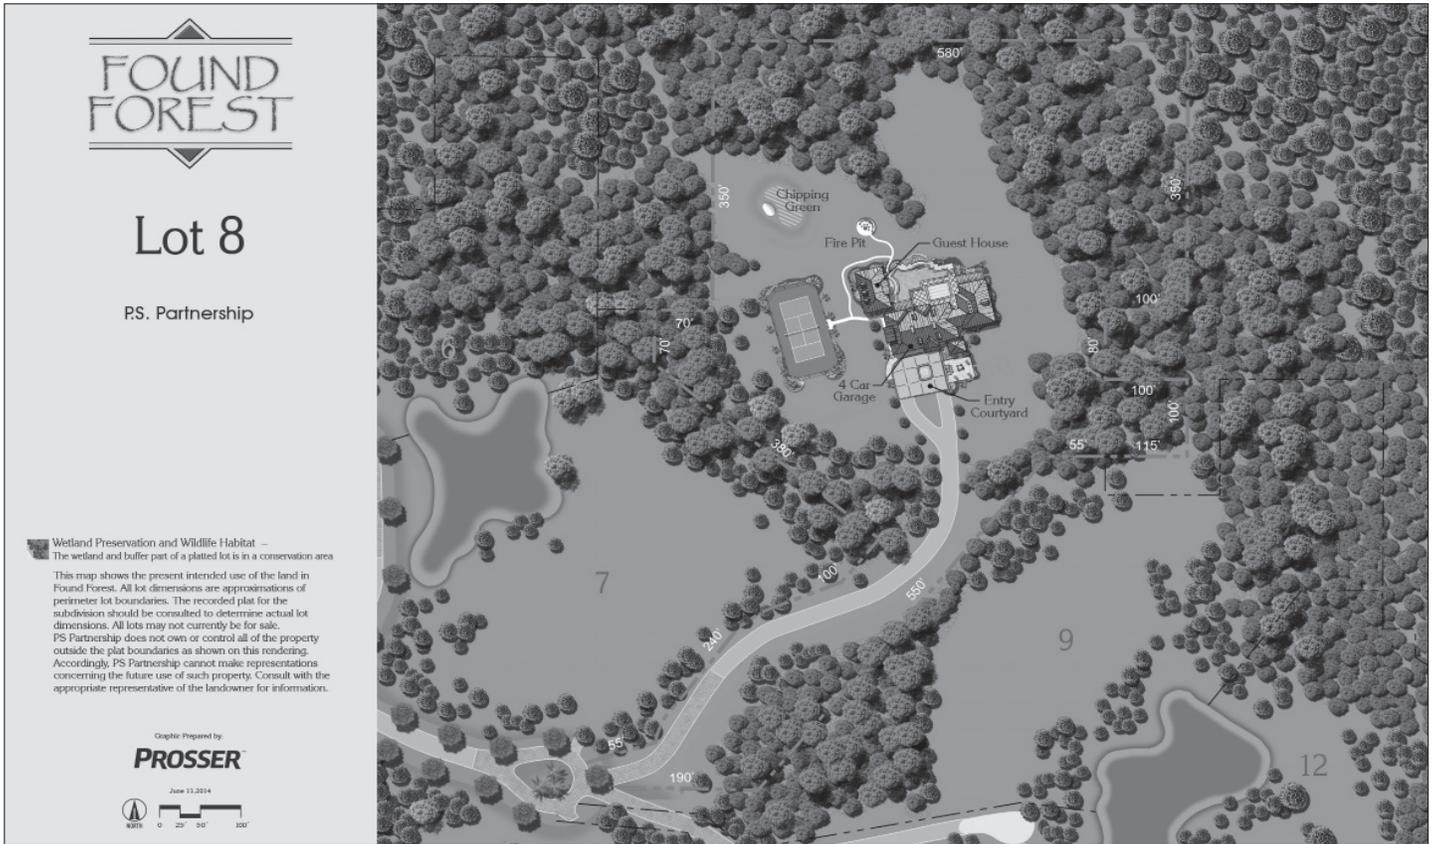 FOUND
FOREST
Lot 8
P.S. Partnership
Wetland Preservation and Wildlife Habitat –
The wetland and buffer part of a platted lot is in a conservation area
This map shows the present intended use of the land in
Found Forest. All lot dimensions are approximations of
perimeter lot boundaries. The recorded plat for the
subdivision should be consulted to determine actual lot
dimensions. All lots may not currently be for sale.
PS Partnership does not own or control all of the property
outside the plat boundaries as shown on this rendering.
Accordingly, PS Partnership cannot make representations
concerning the future use of such property. Consult with the
appropriate representative of the landowner for information.
Graphic Prepared by:
PROSSER
June 11, 2014
NORTH
0 25' 50' 100'
580'
350'
350'
Chipping
Green
Fire Pit
Guest House
100'
70'
70'
6
80'
4 Car
Garage
Entry
Courtyard
100'
100'
55'
115'
380'
7
100'
550'
240'
9
55'
190'
12